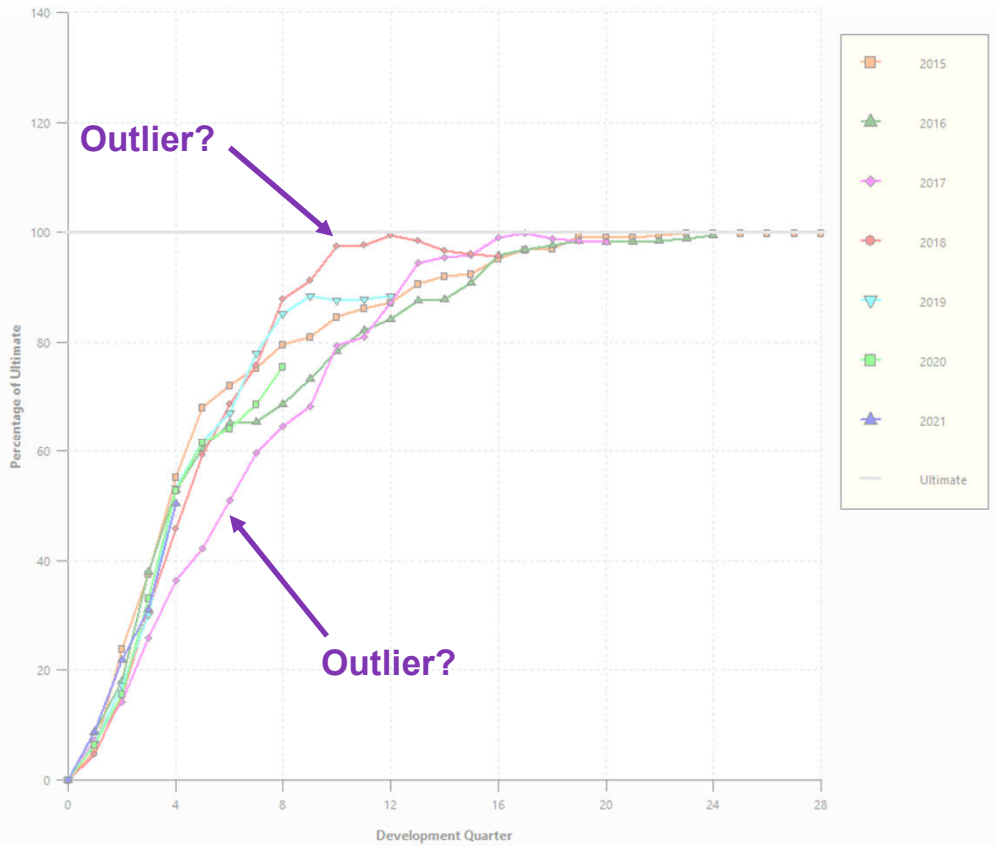 140
120
100
80
60
40
20
0
Percentage of Ultimate
0 4 8 12 16 20 24 28
Development Quarter
Outlier?
Outlier?
2015
2016
2017
2018
2019
2020
2021
Ultimate